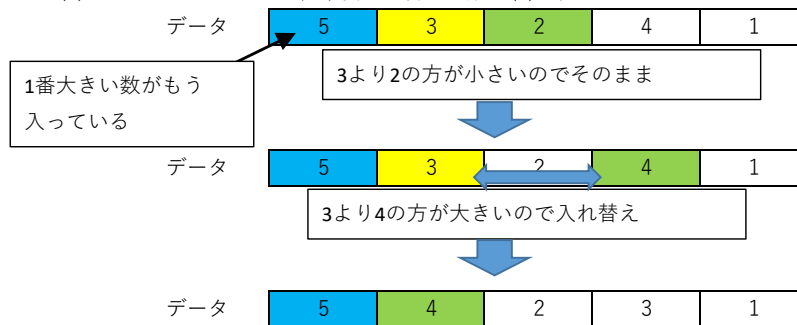 データ 5 3 2 4 1
1番大きい数がもう
入っている
3より2の方が小さいのでそのまま
データ 5 3 2 4 1
3より4の方が大きいので入れ替え
データ 5 4 2 3 1